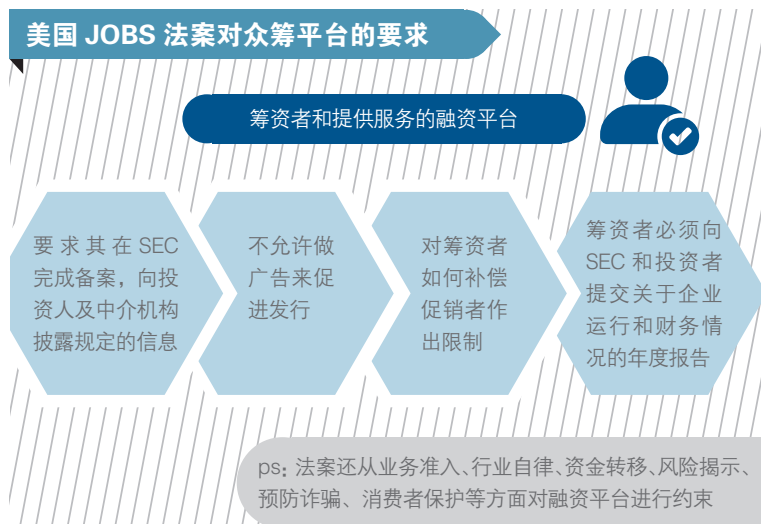 美国 JOBS 法案对众筹平台的要求
筹资者和提供服务的融资平台
要求其在 SEC
完成备案，向投
资人及中介机构
披露规定的信息
不允许做
广告来促
进发行
对筹资者
如何补偿
促销者作
出限制
筹资者必须向
SEC 和投资者
提交关于企业
运行和财务情
况的年度报告
ps：法案还从业务准入、行业自律、资金转移、风险揭示、
预防诈骗、消费者保护等方面对融资平台进行约束